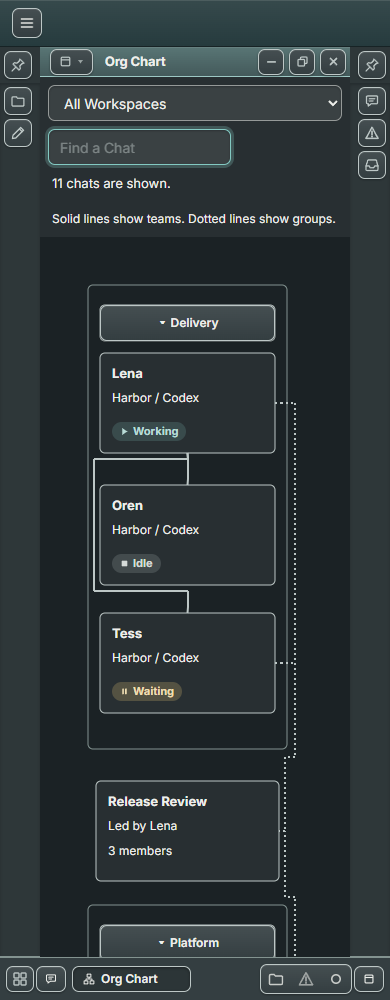 Org Chart
All Workspaces
Find a Chat
11 chats are shown.
Solid lines show teams. Dotted lines show groups.
Delivery
Lena
Harbor / Codex
Working
Oren
Harbor / Codex
Idle
Tess
Harbor / Codex
Waiting
Release Review
Led by Lena
3 members
Platform
Org Chart